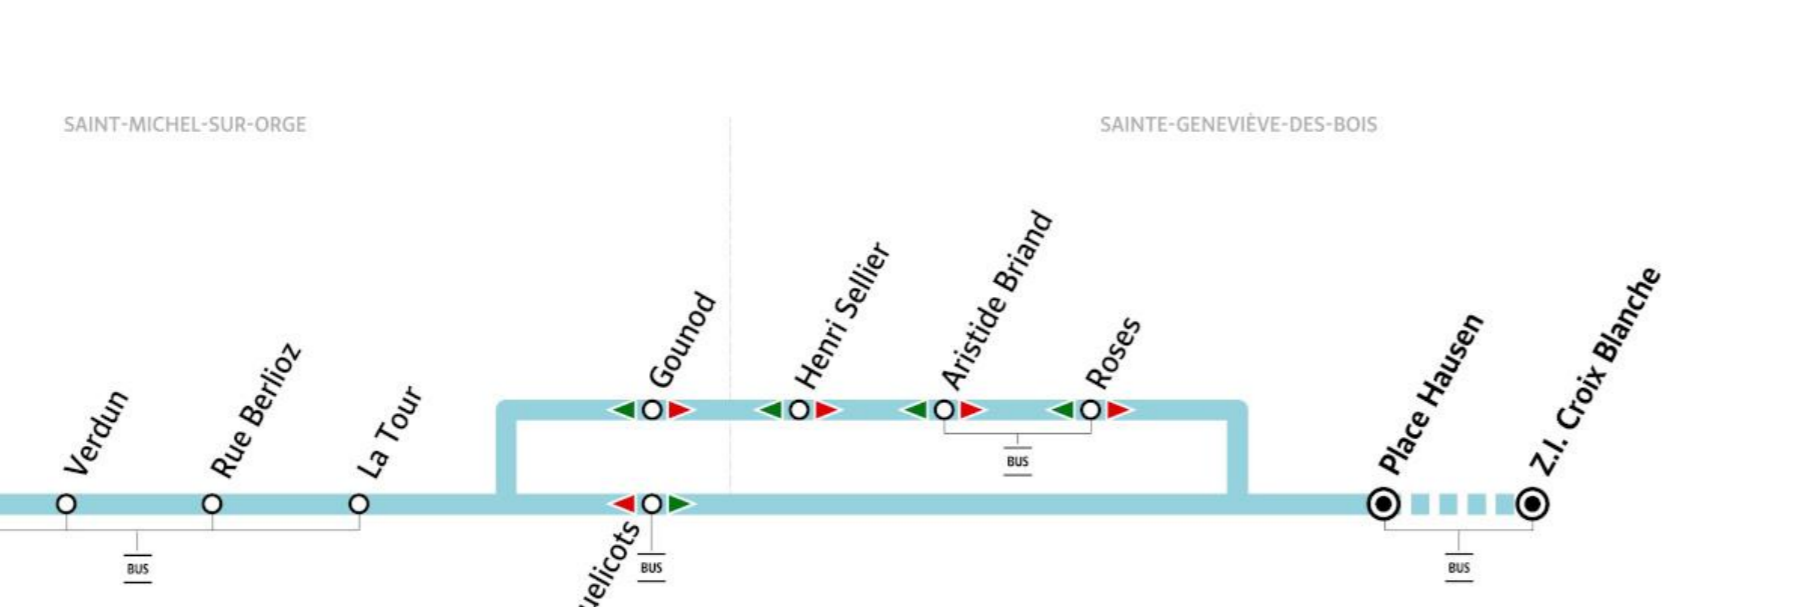 SAINT-MICHEL-SUR-ORGE
SAINTE-GENEVIÈVE-DES-BOIS
Verdun
Rue Berlioz
La Tour
Gounod
Henri Sellier
Aristide Briand
Roses
Place Hausen
Z.I. Croix Blanche
BUS
BUS
BUS
BUS